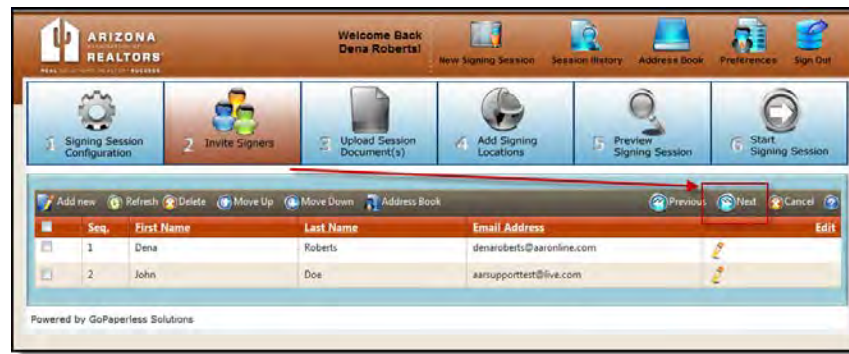 ARIZONA
REALTORS
Welcome Back
Dena Roberts!
New Signing Session Session History Address Book Preferences Sign Out
1 Signing Session
Configuration
2 Invite Signers
3 Upload Session
Document(s)
4 Add Signing
Locations
5 Preview
Signing Session
6 Start
Signing Session
Add new Refresh Delete Move Up Move Down Address Book Previous Next Cancel
Seq. First Name Last Name Email Address Edit
1 Dena Roberts denaroberts@aaronline.com
2 John Doe aarsupporttest@live.com
Powered by GoPaperless Solutions